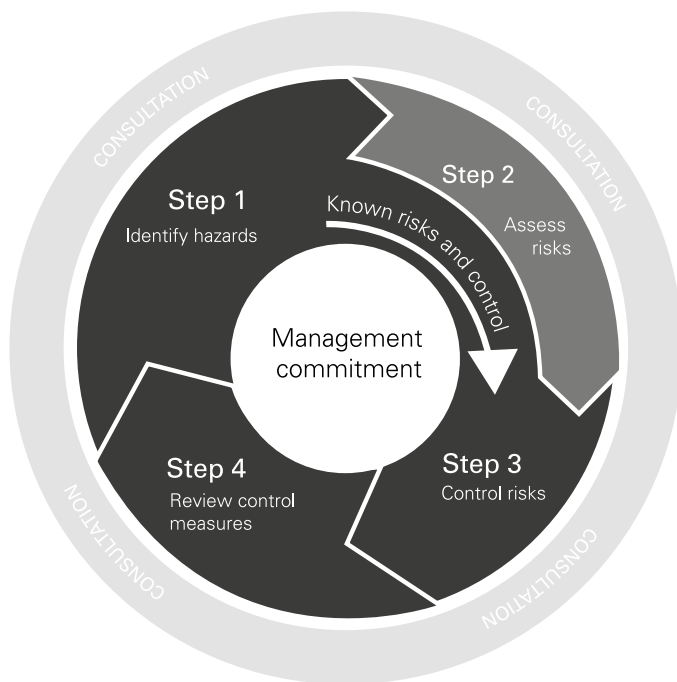 CONSULTATION
CONSULTATION
Step 1
Identify hazards
Step 2
Assess
risks
Known risks and control
Management
commitment
Step 3
Control risks
Step 4
Review control
measures
CONSULTATION
CONSULTATION